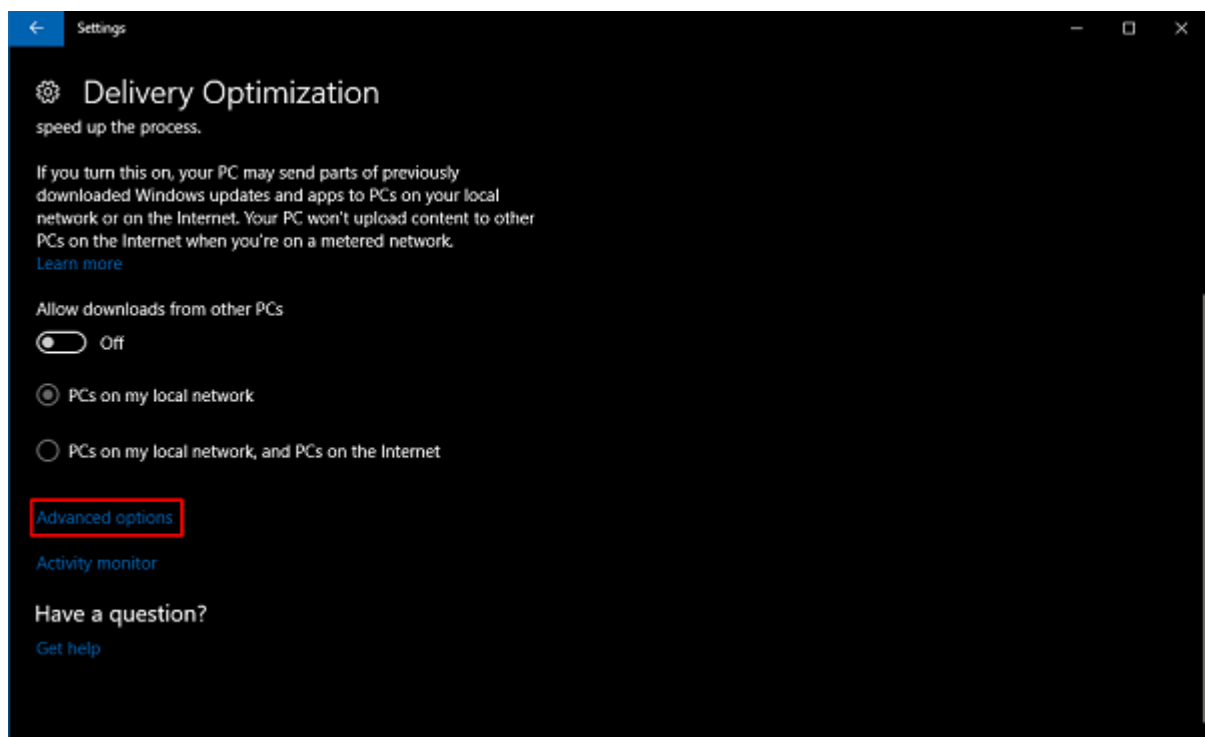 Settings
Delivery Optimization
speed up the process.
If you turn this on, your PC may send parts of previously
downloaded Windows updates and apps to PCs on your local
network or on the Internet. Your PC won't upload content to other
PCs on the Internet when you're on a metered network.
Learn more
Allow downloads from other PCs
Off
PCs on my local network
PCs on my local network, and PCs on the Internet
Advanced options
Activity monitor
Have a question?
Get help